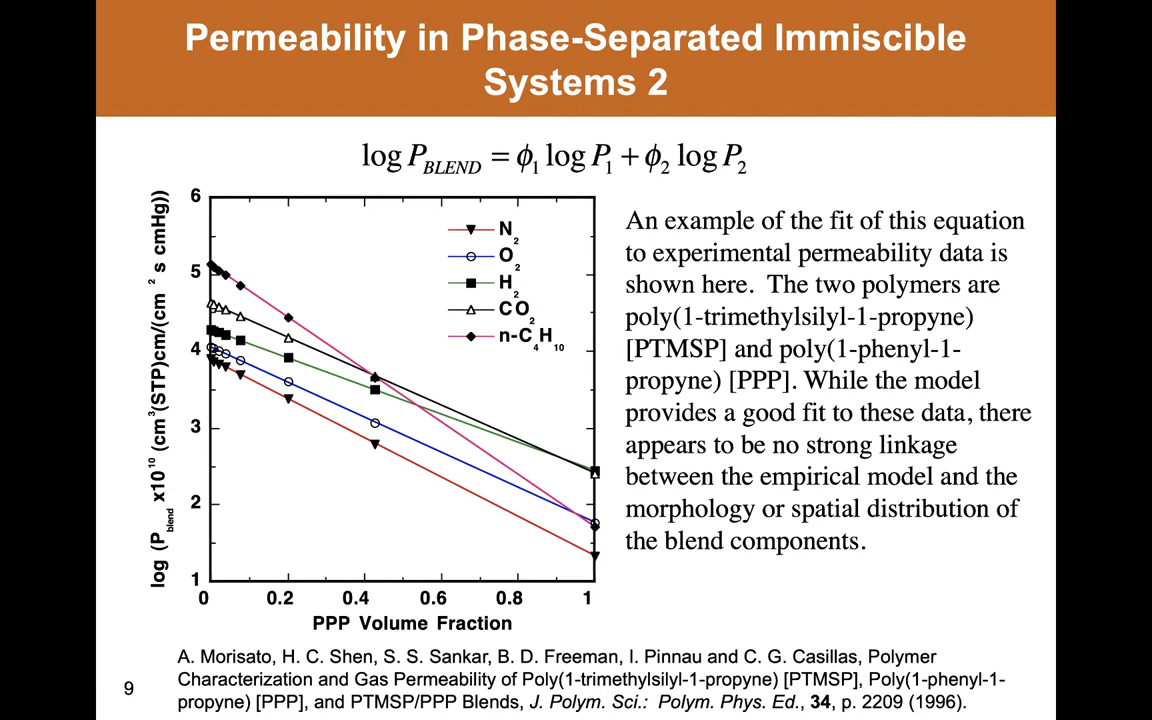 Permeability in Phase-Separated Immiscible
Systems 2
log P_BLEND = ϕ₁ log P₁ + ϕ₂ log P₂
log (P_blend x10^10 (cm^3(STP)cm/(cm^2 s cmHg))
6
5
4
3
2
1
N₂
O₂
H₂
CO₂
n-C₄H₁₀
0 0.2 0.4 0.6 0.8 1
PPP Volume Fraction
An example of the fit of this equation
to experimental permeability data is
shown here. The two polymers are
poly(1-trimethylsilyl-1-propyne)
[PTMSP] and poly(1-phenyl-1-
propyne) [PPP]. While the model
provides a good fit to these data, there
appears to be no strong linkage
between the empirical model and the
morphology or spatial distribution of
the blend components.
A. Morisato, H. C. Shen, S. S. Sankar, B. D. Freeman, I. Pinnau and C. G. Casillas, Polymer
Characterization and Gas Permeability of Poly(1-trimethylsilyl-1-propyne) [PTMSP], Poly(1-phenyl-1-
propyne) [PPP], and PTMSP/PPP Blends, J. Polym. Sci.: Polym. Phys. Ed., 34, p. 2209 (1996).
9